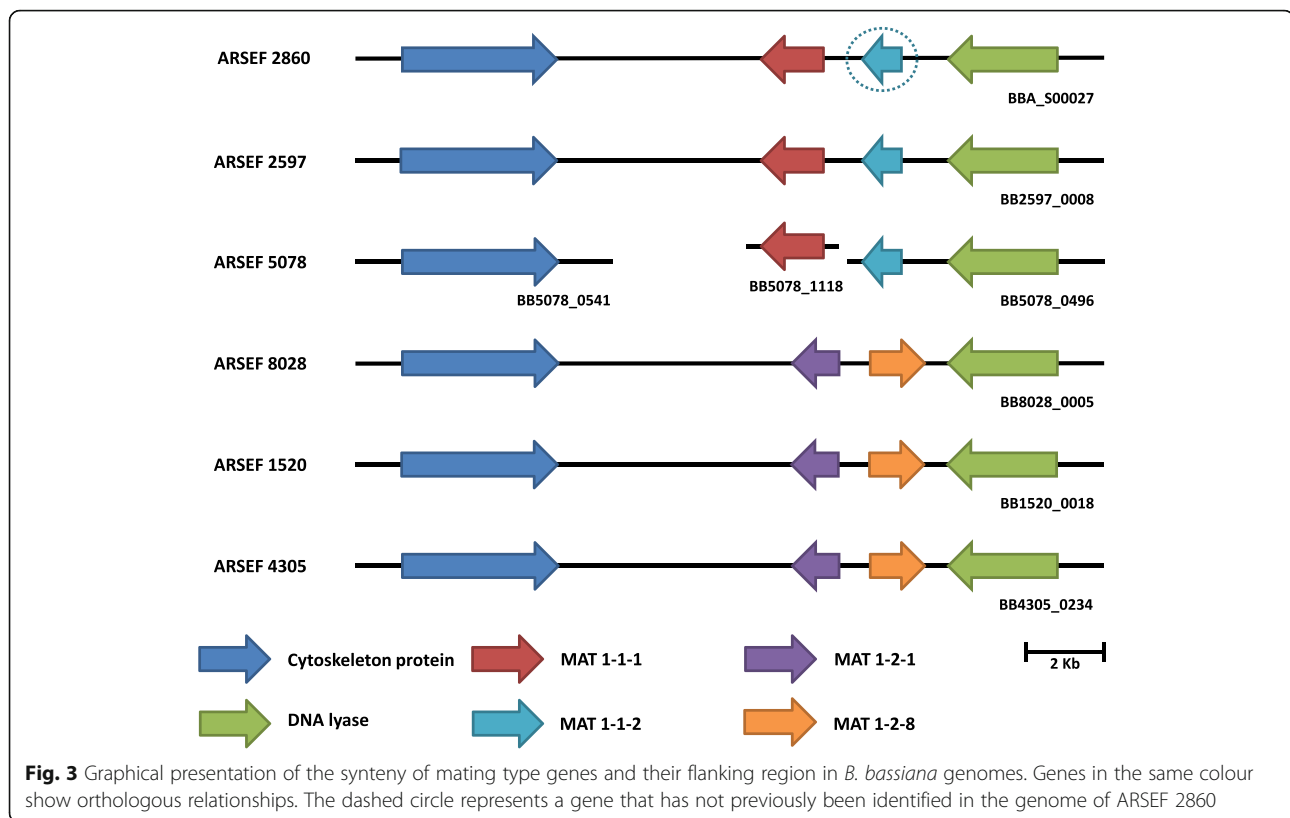 ARSEF 2860
BBA_S00027
ARSEF 2597
BB2597_0008
ARSEF 5078
BB5078_0541
BB5078_1118
BB5078_0496
ARSEF 8028
BB8028_0005
ARSEF 1520
BB1520_0018
ARSEF 4305
BB4305_0234
Cytoskeleton protein
MAT 1-1-1
MAT 1-2-1
2 Kb
DNA lyase
MAT 1-1-2
MAT 1-2-8
Fig. 3 Graphical presentation of the synteny of mating type genes and their flanking region in B. bassiana genomes. Genes in the same colour
show orthologous relationships. The dashed circle represents a gene that has not previously been identified in the genome of ARSEF 2860